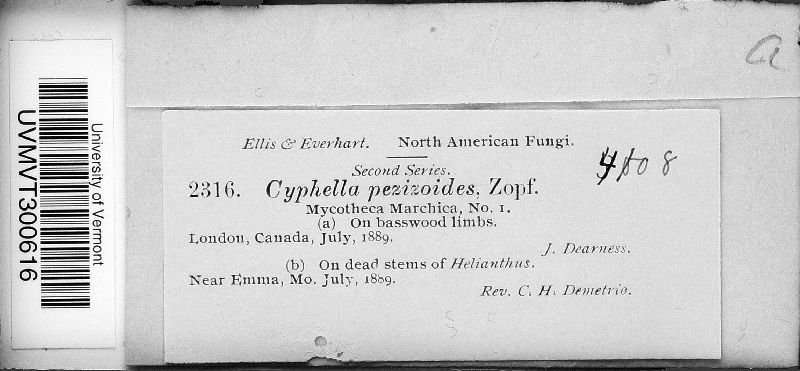 a
Ellis & Everhart. North American Fungi.
Second Series.
2316. Cyphella pezizoides, Zopf.
Mycotheca Marchica, No. 1.
(a) On basswood limbs.
London, Canada, July, 1889.
J. Dearness.
(b) On dead stems of Helianthus.
Near Emma, Mo. July, 1889.
Rev. C. H. Demetrio.
University of Vermont
UVMVT300616